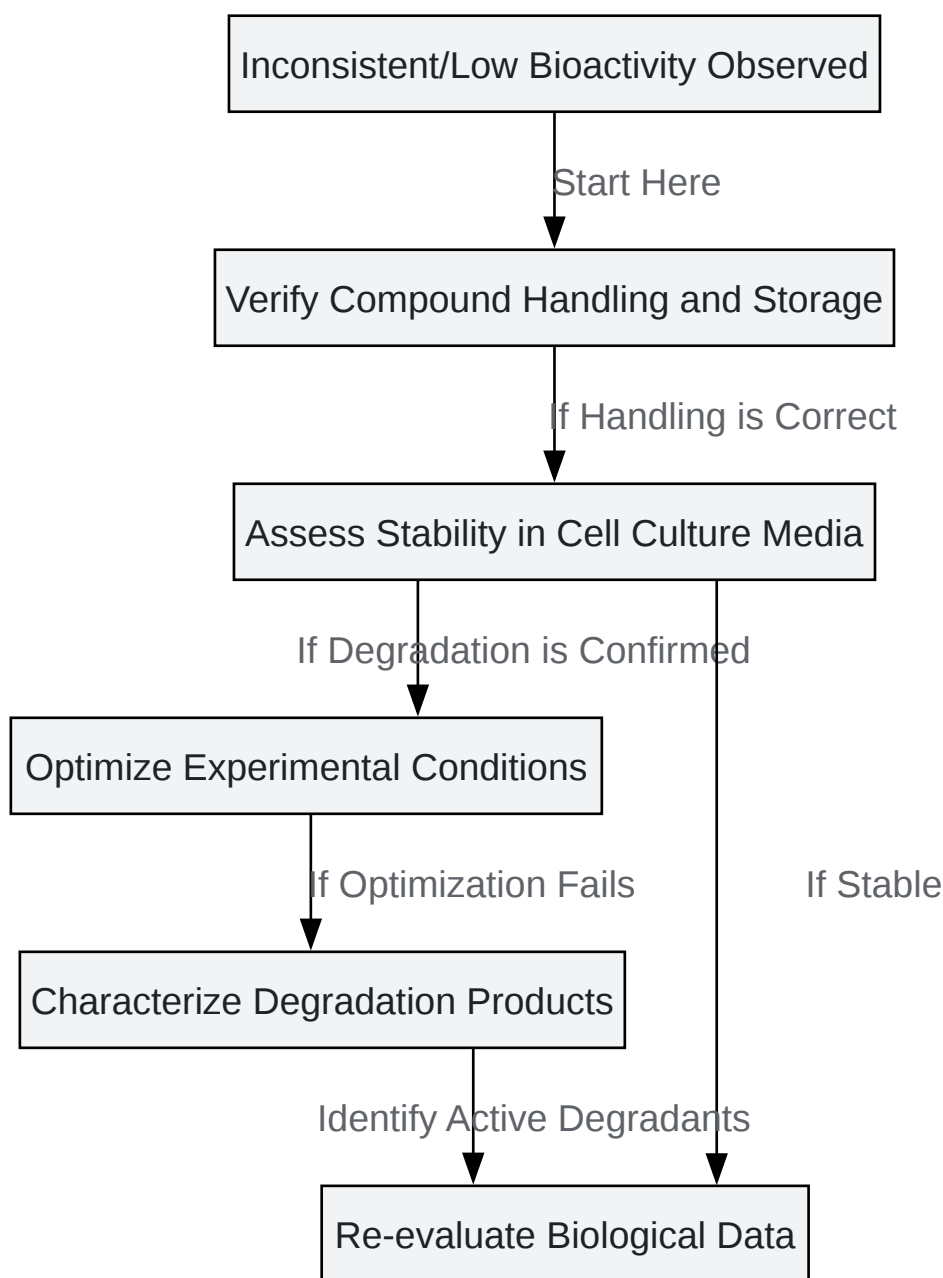 Inconsistent/Low Bioactivity Observed
Start Here
Verify Compound Handling and Storage
If Handling is Correct
Assess Stability in Cell Culture Media
If Degradation is Confirmed
Optimize Experimental Conditions
If Optimization Fails
If Stable
Characterize Degradation Products
Identify Active Degradants
Re-evaluate Biological Data